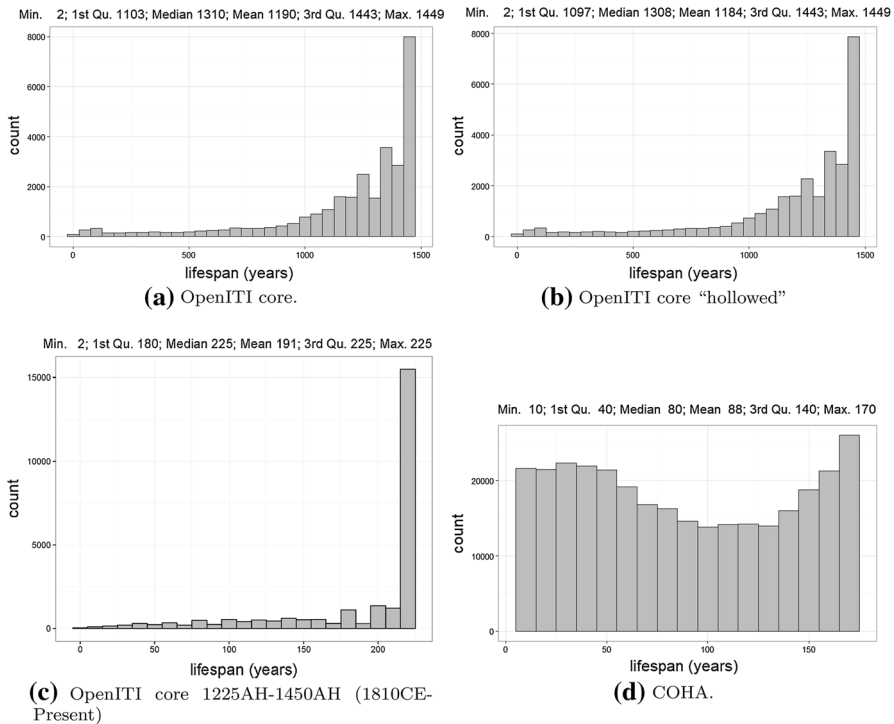 Min. 2; 1st Qu. 1103; Median 1310; Mean 1190; 3rd Qu. 1443; Max. 1449
8000
6000
4000
2000
0
count
0 500 1000 1500
lifespan (years)
(a) OpenITI core.
Min. 2; 1st Qu. 1097; Median 1308; Mean 1184; 3rd Qu. 1443; Max. 1449
8000
6000
4000
2000
0
count
0 500 1000 1500
lifespan (years)
(b) OpenITI core “hollowed”
Min. 2; 1st Qu. 180; Median 225; Mean 191; 3rd Qu. 225; Max. 225
15000
10000
5000
0
count
0 50 100 150 200
lifespan (years)
(c) OpenITI core 1225AH-1450AH (1810CE-
Present)
Min. 10; 1st Qu. 40; Median 80; Mean 88; 3rd Qu. 140; Max. 170
20000
10000
0
count
0 50 100 150
lifespan (years)
(d) COHA.